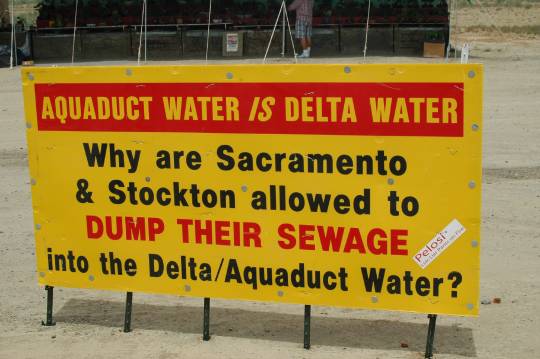 AQUADUCT WATER IS DELTA WATER
Why are Sacramento
& Stockton allowed to
DUMP THEIR SEWAGE
into the Delta/Aquaduct Water?
Pelosi